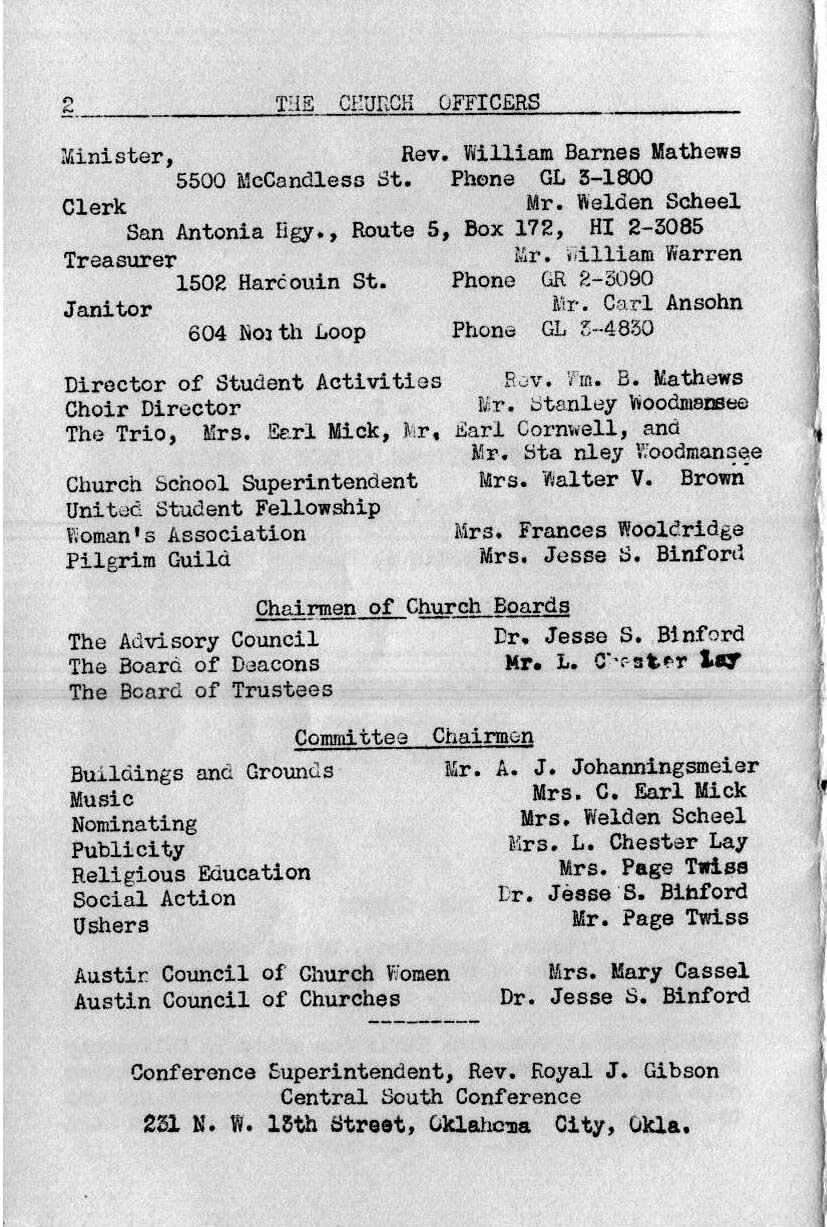 2 THE CHURCH OFFICERS
Minister, Rev. William Barnes Mathews
5500 McCandless St. Phone GL 3-1800
Clerk Mr. Welden Scheel
San Antonia Hgy., Route 5, Box 172, HI 2-3085
Treasurer Mr. William Warren
1502 Hardouin St. Phone GR 2-3090
Janitor Mr. Carl Ansohn
604 North Loop Phone GL 3-4830
Director of Student Activities Rev. Wm. B. Mathews
Choir Director Mr. Stanley Woodmansee
The Trio, Mrs. Earl Mick, Mr. Earl Cornwell, and
Mr. Sta nley Woodmansee
Church School Superintendent Mrs. Walter V. Brown
United Student Fellowship
Woman's Association Mrs. Frances Wooldridge
Pilgrim Guild Mrs. Jesse S. Binford
Chairmen of Church Boards
The Advisory Council Dr. Jesse S. Binford
The Board of Deacons Mr. L. Chester Lay
The Board of Trustees
Committee Chairmen
Buildings and Grounds Mr. A. J. Johanningsmeier
Music Mrs. C. Earl Mick
Nominating Mrs. Welden Scheel
Publicity Mrs. L. Chester Lay
Religious Education Mrs. Page Twiss
Social Action Dr. Jesse S. Binford
Ushers Mr. Page Twiss
Austin Council of Church Women Mrs. Mary Cassel
Austin Council of Churches Dr. Jesse S. Binford
---------
Conference Superintendent, Rev. Royal J. Gibson
Central South Conference
231 N. W. 13th Street, Oklahoma City, Okla.